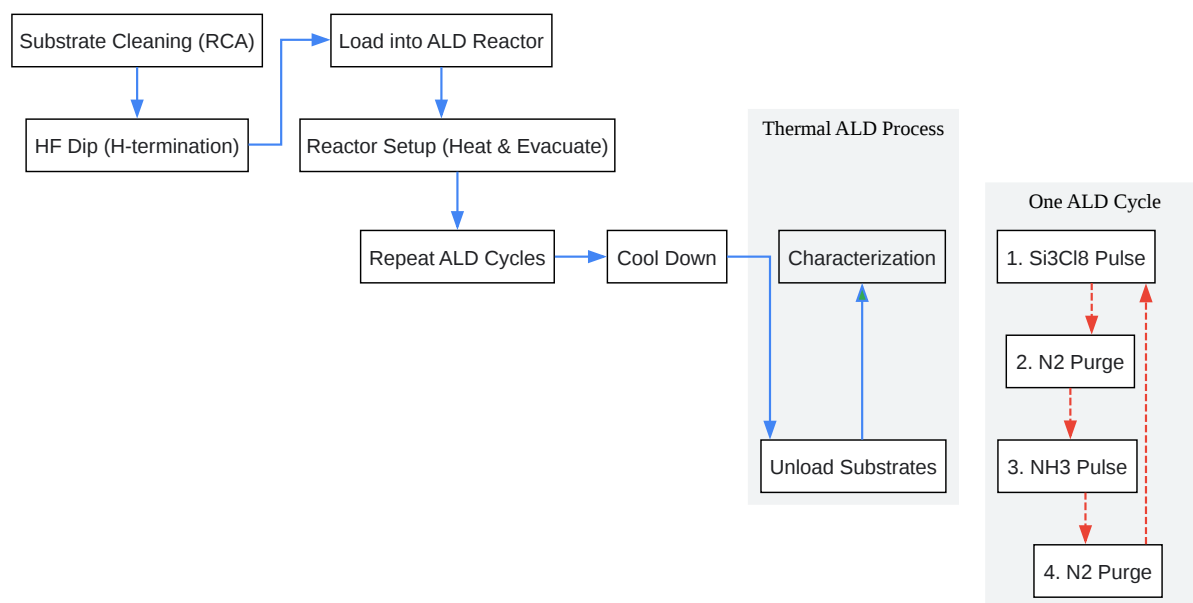 Substrate Cleaning (RCA)
Load into ALD Reactor
HF Dip (H-termination)
Reactor Setup (Heat & Evacuate)
Repeat ALD Cycles
Cool Down
Thermal ALD Process
Characterization
Unload Substrates
One ALD Cycle
1. Si3Cl8 Pulse
2. N2 Purge
3. NH3 Pulse
4. N2 Purge